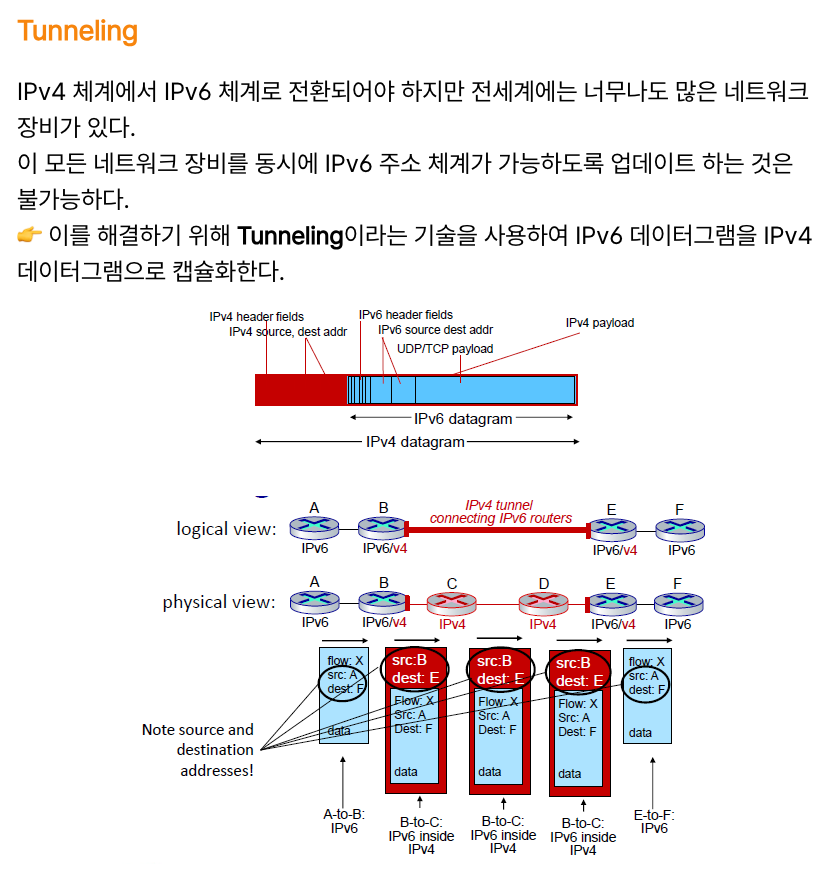 Tunneling
IPv4 체계에서 IPv6 체계로 전환되어야 하지만 전세계에는 너무나도 많은 네트워크
장비가 있다.
이 모든 네트워크 장비를 동시에 IPv6 주소 체계가 가능하도록 업데이트 하는 것은
불가능하다.
👉 이를 해결하기 위해 Tunneling이라는 기술을 사용하여 IPv6 데이터그램을 IPv4
데이터그램으로 캡슐화한다.
IPv4 header fields
IPv4 source, dest addr
IPv6 header fields
IPv6 source dest addr
UDP/TCP payload
IPv4 payload
IPv6 datagram
IPv4 datagram
logical view:
A
IPv6
B
IPv6/v4
IPv4 tunnel
connecting IPv6 routers
E
IPv6/v4
F
IPv6
physical view:
A
IPv6
B
IPv6/v4
C
IPv4
D
IPv4
E
IPv6/v4
F
IPv6
flow: X
src: A
dest: F
data
src:B
dest: E
Flow: X
Src: A
Dest: F
data
src:B
dest: E
Flow: X
Src: A
Dest: F
data
src:B
dest: E
Flow: X
Src: A
Dest: F
data
flow: X
src: A
dest: F
data
Note source and
destination
addresses!
A-to-B:
IPv6
B-to-C:
IPv6 inside
IPv4
B-to-C:
IPv6 inside
IPv4
B-to-C:
IPv6 inside
IPv4
E-to-F:
IPv6